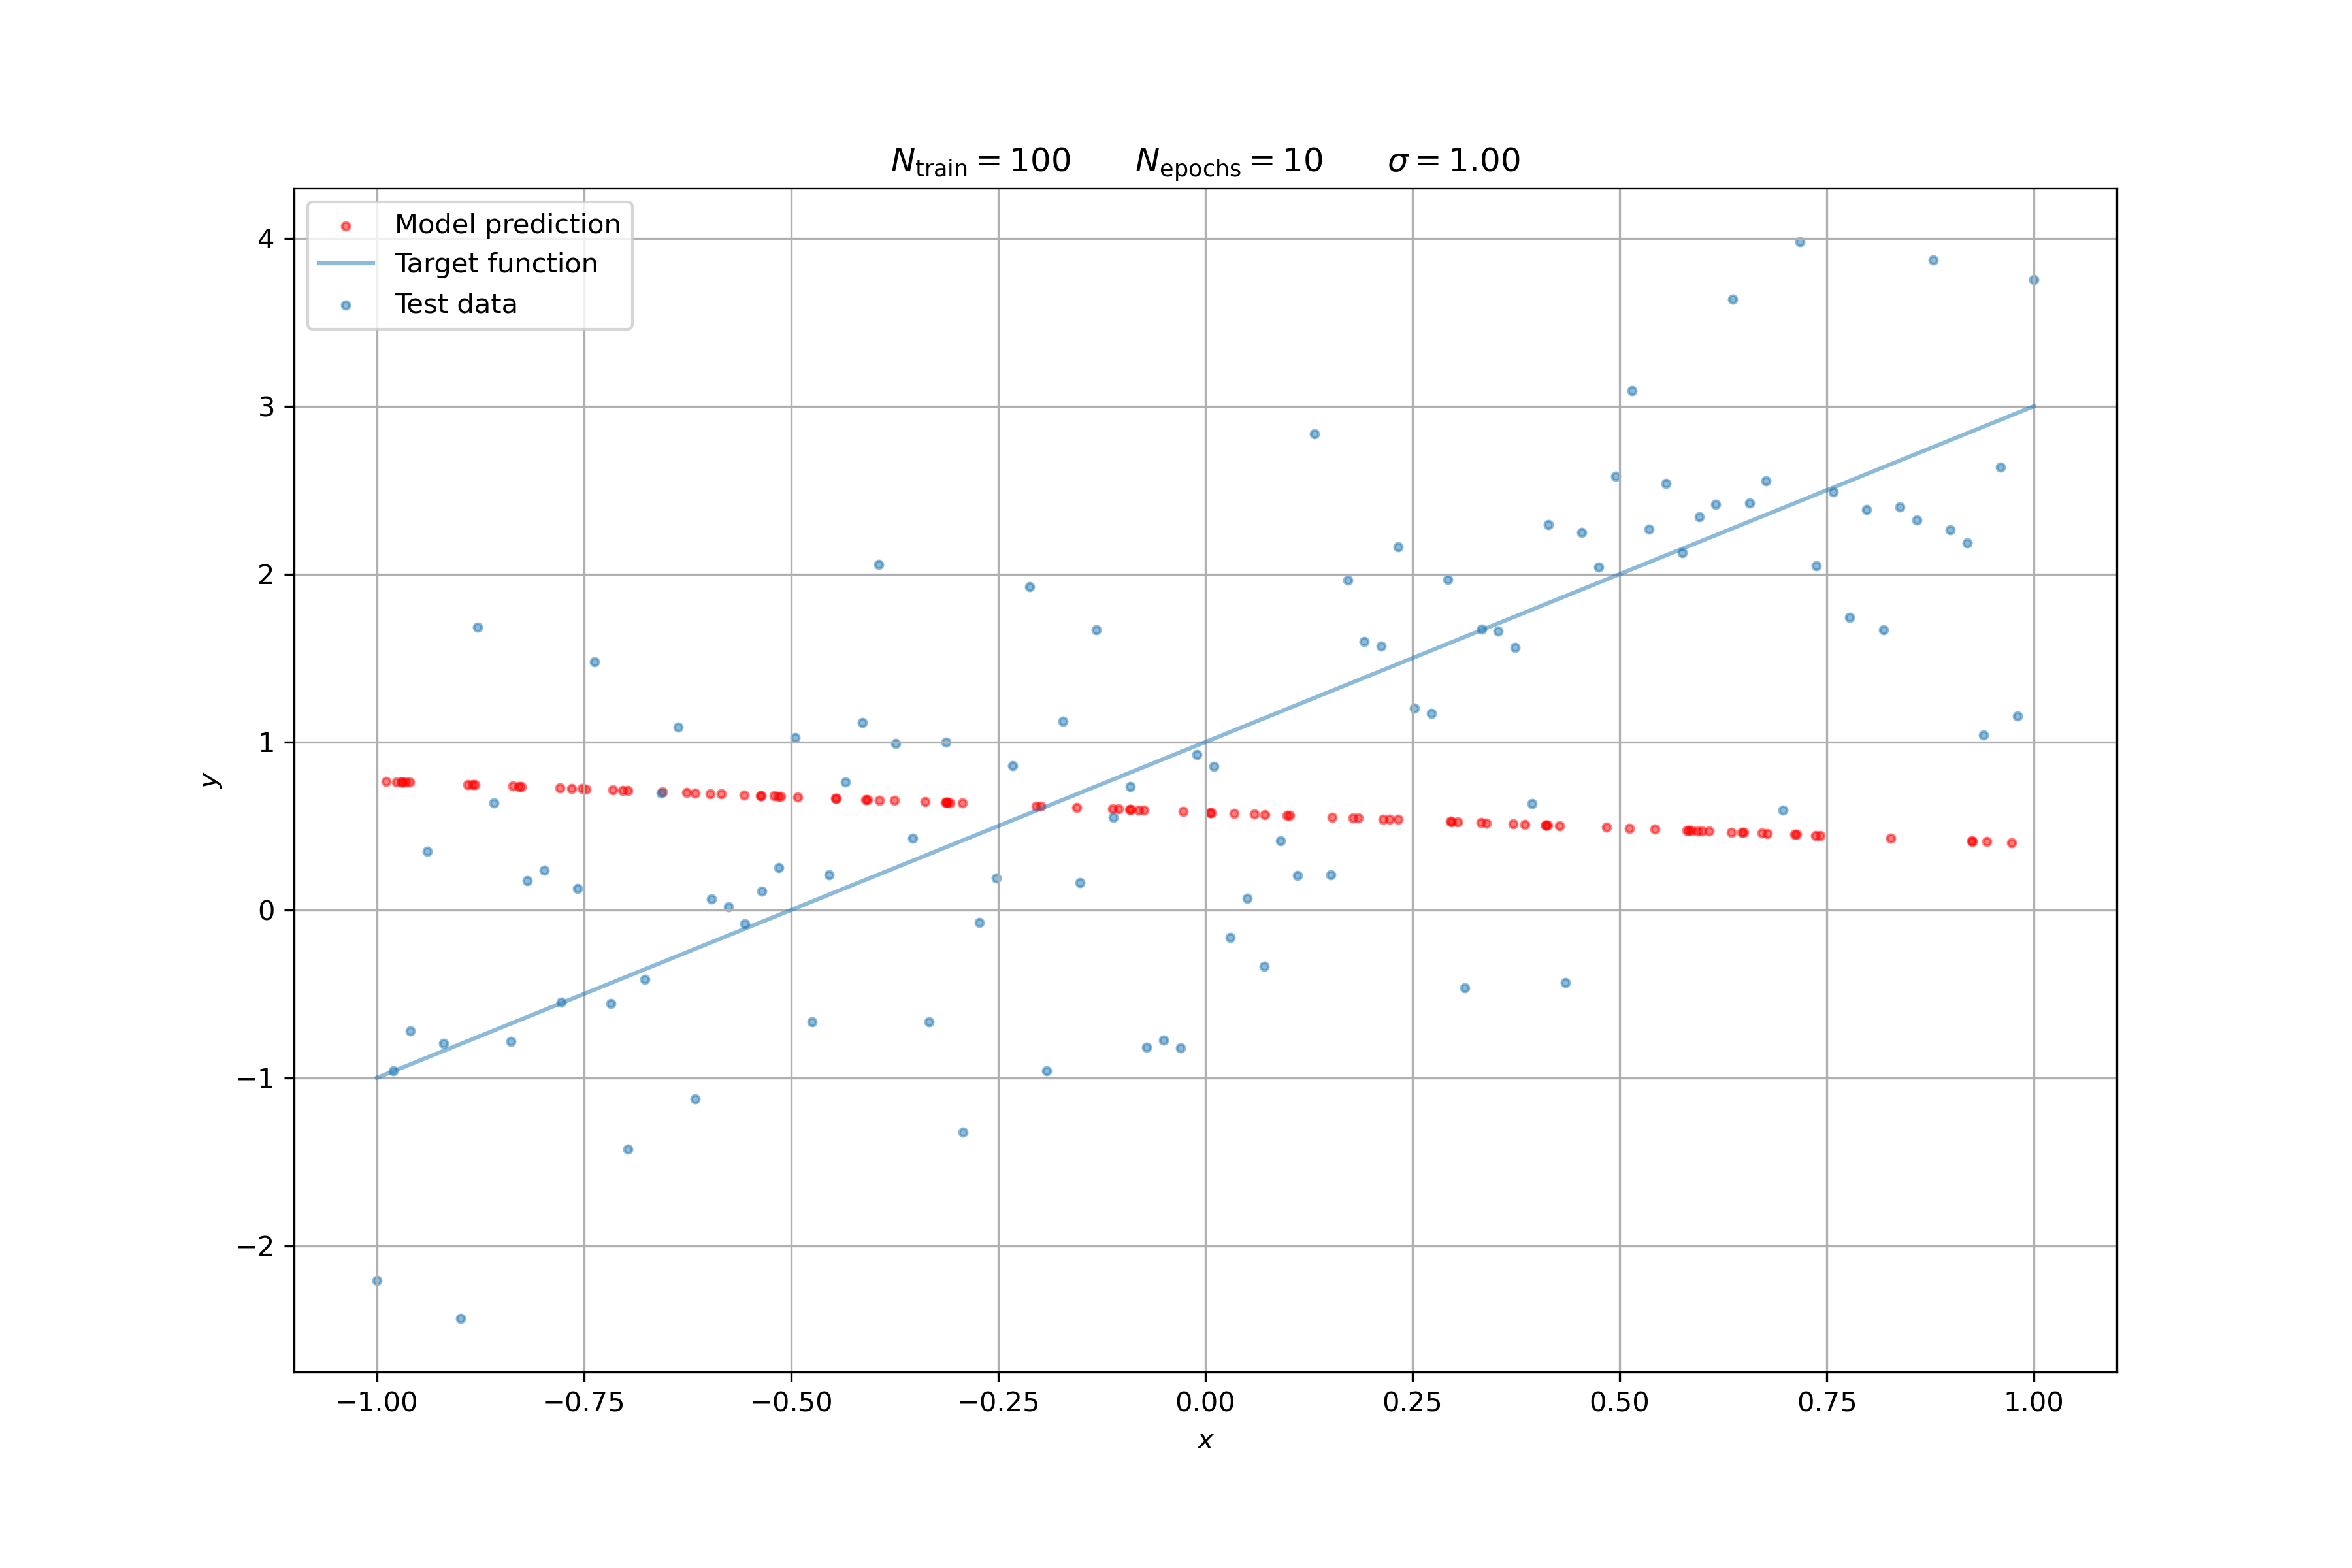 N_train = 100 N_epochs = 10 σ = 1.00
Model prediction
Target function
Test data
4
3
2
1
0
−1
−2
y
−1.00 −0.75 −0.50 −0.25 0.00 0.25 0.50 0.75 1.00
x